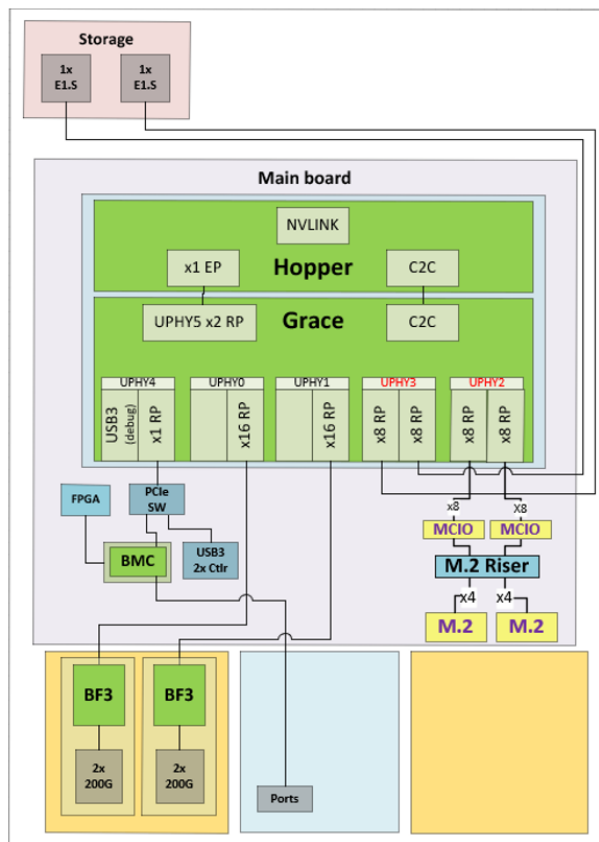 Storage
1x
E1.S
1x
E1.S
Main board
NVLINK
x1 EP
Hopper
C2C
UPHY5 x2 RP
Grace
C2C
UPHY4
UPHY0
UPHY1
UPHY3
UPHY2
USB3
(debug)
x1 RP
x16 RP
x16 RP
x8 RP
x8 RP
x8 RP
x8 RP
FPGA
PCIe
SW
x8
X8
MCIO
MCIO
BMC
USB3
2x Ctlr
M.2 Riser
x4
x4
M.2
M.2
BF3
BF3
2x
200G
2x
200G
Ports